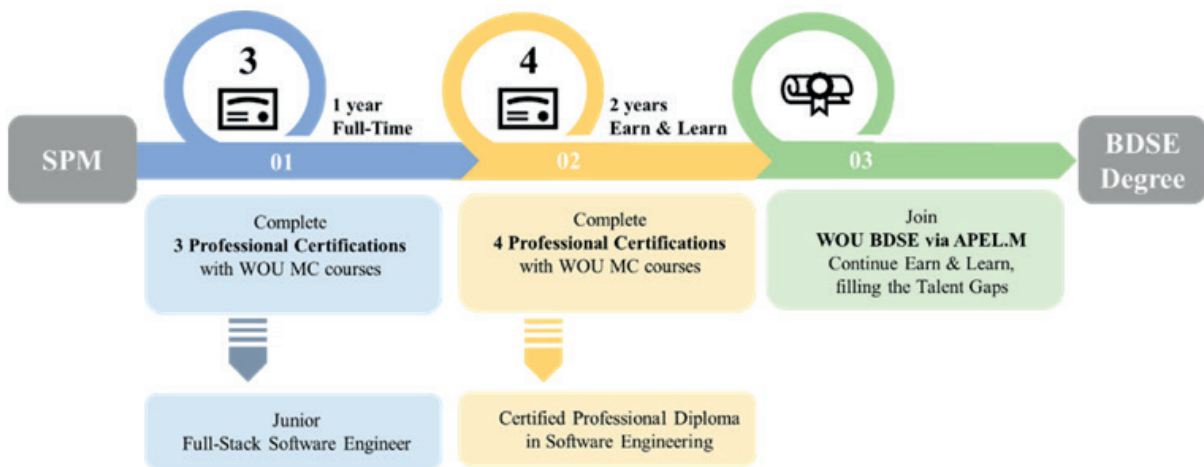 3
1 year
Full-Time
4
2 years
Earn & Learn
SPM
01
02
03
BDSE
Degree
Complete
3 Professional Certifications
with WOU MC courses
Complete
4 Professional Certifications
with WOU MC courses
Join
WOU BDSE via APEL.M
Continue Earn & Learn,
filling the Talent Gaps
Junior
Full-Stack Software Engineer
Certified Professional Diploma
in Software Engineering